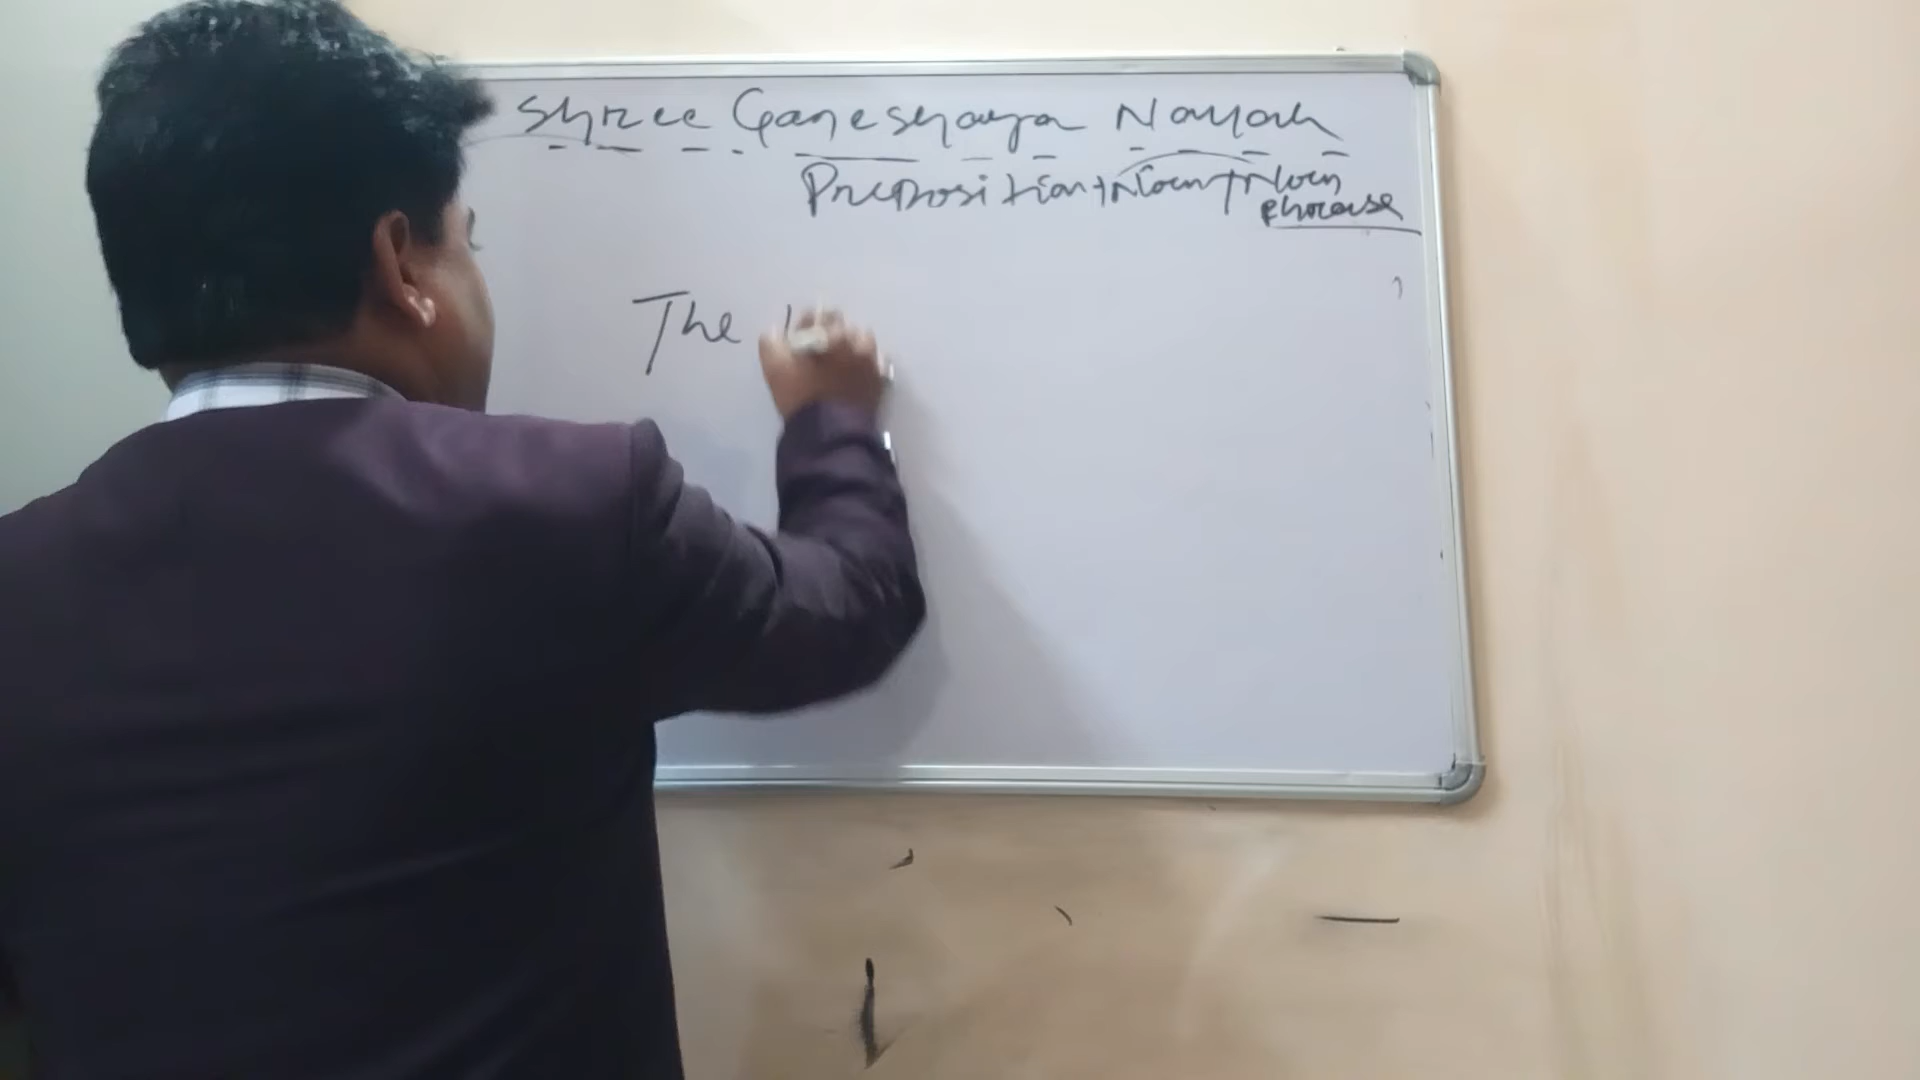 Shree Ganeshaya Namah
Preposition + Noun + Noun
phrase
The